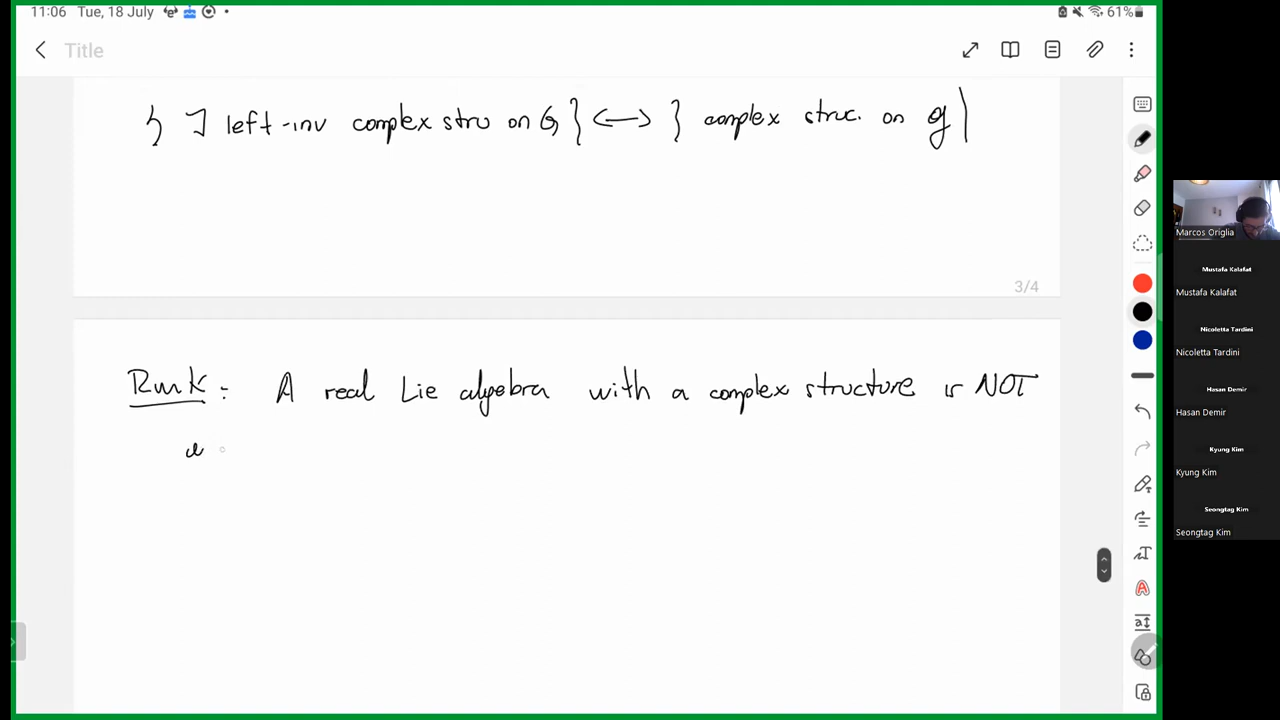 11:06 Tue, 18 July
61%
Title
{ J left-inv complex stru on G } <-> { complex struc. on g }
3/4
Rmk: A real Lie algebra with a complex structure is NOT
a
Marcos Origlia
Mustafa Kalafat
Mustafa Kalafat
Nicoletta Tardini
Nicoletta Tardini
Hasan Demir
Hasan Demir
Kyung Kim
Kyung Kim
Seongtag Kim
Seongtag Kim